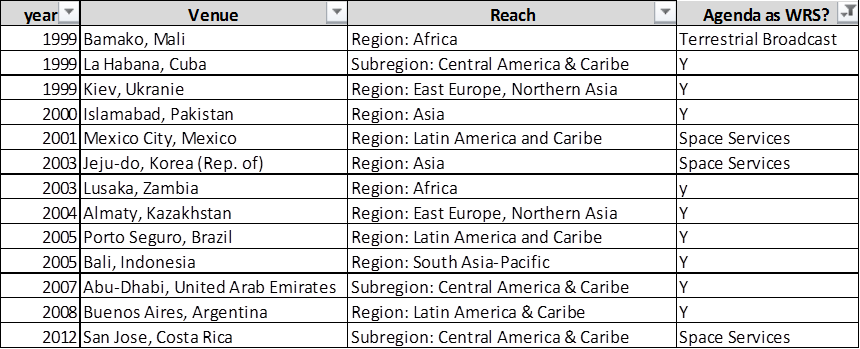 year Venue Reach Agenda as WRS?
1999 Bamako, Mali Region: Africa Terrestrial Broadcast
1999 La Habana, Cuba Subregion: Central America & Caribe Y
1999 Kiev, Ukranie Region: East Europe, Northern Asia Y
2000 Islamabad, Pakistan Region: Asia Y
2001 Mexico City, Mexico Region: Latin America and Caribe Space Services
2003 Jeju-do, Korea (Rep. of) Region: Asia Space Services
2003 Lusaka, Zambia Region: Africa y
2004 Almaty, Kazakhstan Region: East Europe, Northern Asia Y
2005 Porto Seguro, Brazil Region: Latin America and Caribe Y
2005 Bali, Indonesia Region: South Asia-Pacific Y
2007 Abu-Dhabi, United Arab Emirates Subregion: Central America & Caribe Y
2008 Buenos Aires, Argentina Region: Latin America & Caribe Y
2012 San Jose, Costa Rica Subregion: Central America & Caribe Space Services